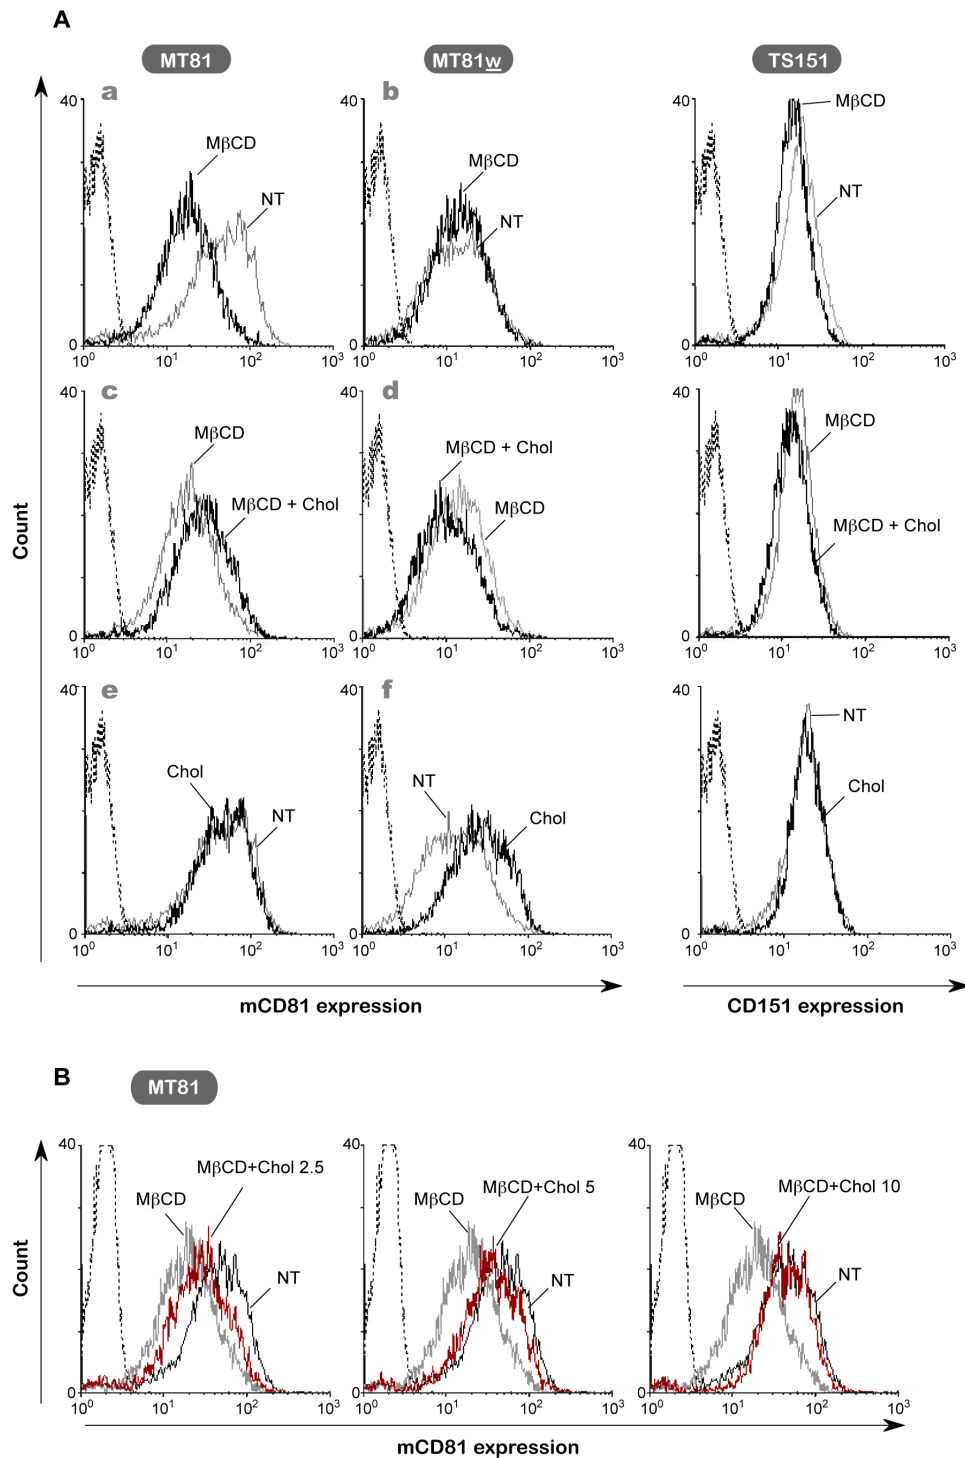 A
MT81 MT81w TS151
a b
40 40
MβCD MβCD MβCD
NT NT NT
0 0
10⁰ 10¹ 10² 10³ 10⁰ 10¹ 10² 10³ 10⁰ 10¹ 10² 10³
c d
40 40 40
MβCD MβCD + Chol MβCD
MβCD + Chol MβCD MβCD + Chol
Count
0 0 0
10⁰ 10¹ 10² 10³ 10⁰ 10¹ 10² 10³ 10⁰ 10¹ 10² 10³
e f
40 40 40
Chol NT NT
NT Chol Chol
0 0 0
10⁰ 10¹ 10² 10³ 10⁰ 10¹ 10² 10³ 10⁰ 10¹ 10² 10³
mCD81 expression CD151 expression
B
MT81
40 40 40
MβCD+Chol 2.5 MβCD+Chol 5 MβCD+Chol 10
MβCD MβCD MβCD
NT NT NT
Count
0 0 0
10⁰ 10¹ 10² 10³ 10⁰ 10¹ 10² 10³ 10⁰ 10¹ 10² 10³
mCD81 expression